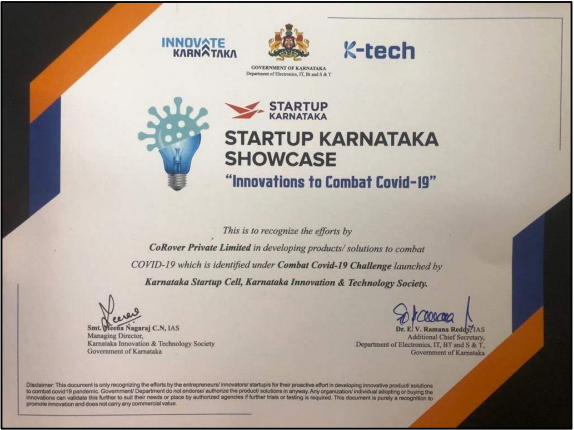 INNOVATE
KARNATAKA
K-tech
GOVERNMENT OF KARNATAKA
Department of Electronics, IT, Bt and S & T
STARTUP
KARNATAKA
STARTUP KARNATAKA
SHOWCASE
“Innovations to Combat Covid-19”
This is to recognize the efforts by
CoRover Private Limited in developing products/ solutions to combat
COVID-19 which is identified under Combat Covid-19 Challenge launched by
Karnataka Startup Cell, Karnataka Innovation & Technology Society.
Smt. Meena Nagaraj C.N, IAS
Managing Director,
Karnataka Innovation & Technology Society
Government of Karnataka
Dr. E. V. Ramana Reddy, IAS
Additional Chief Secretary,
Department of Electronics, IT, BT and S & T,
Government of Karnataka
Disclaimer: This document is only recognizing the efforts by the entrepreneurs/ innovators/ startups for their proactive effort in developing innovative product/ solutions
to combat covid19 pandemic. Government/ Department do not endorse/ authorize the product/ solutions in anyway. Any organization/ individual adopting or buying the
innovations can validate this further to suit their needs or place by authorized agencies if further trials or testing is required. This document is purely a recognition to
promote innovation and does not carry any commercial value.